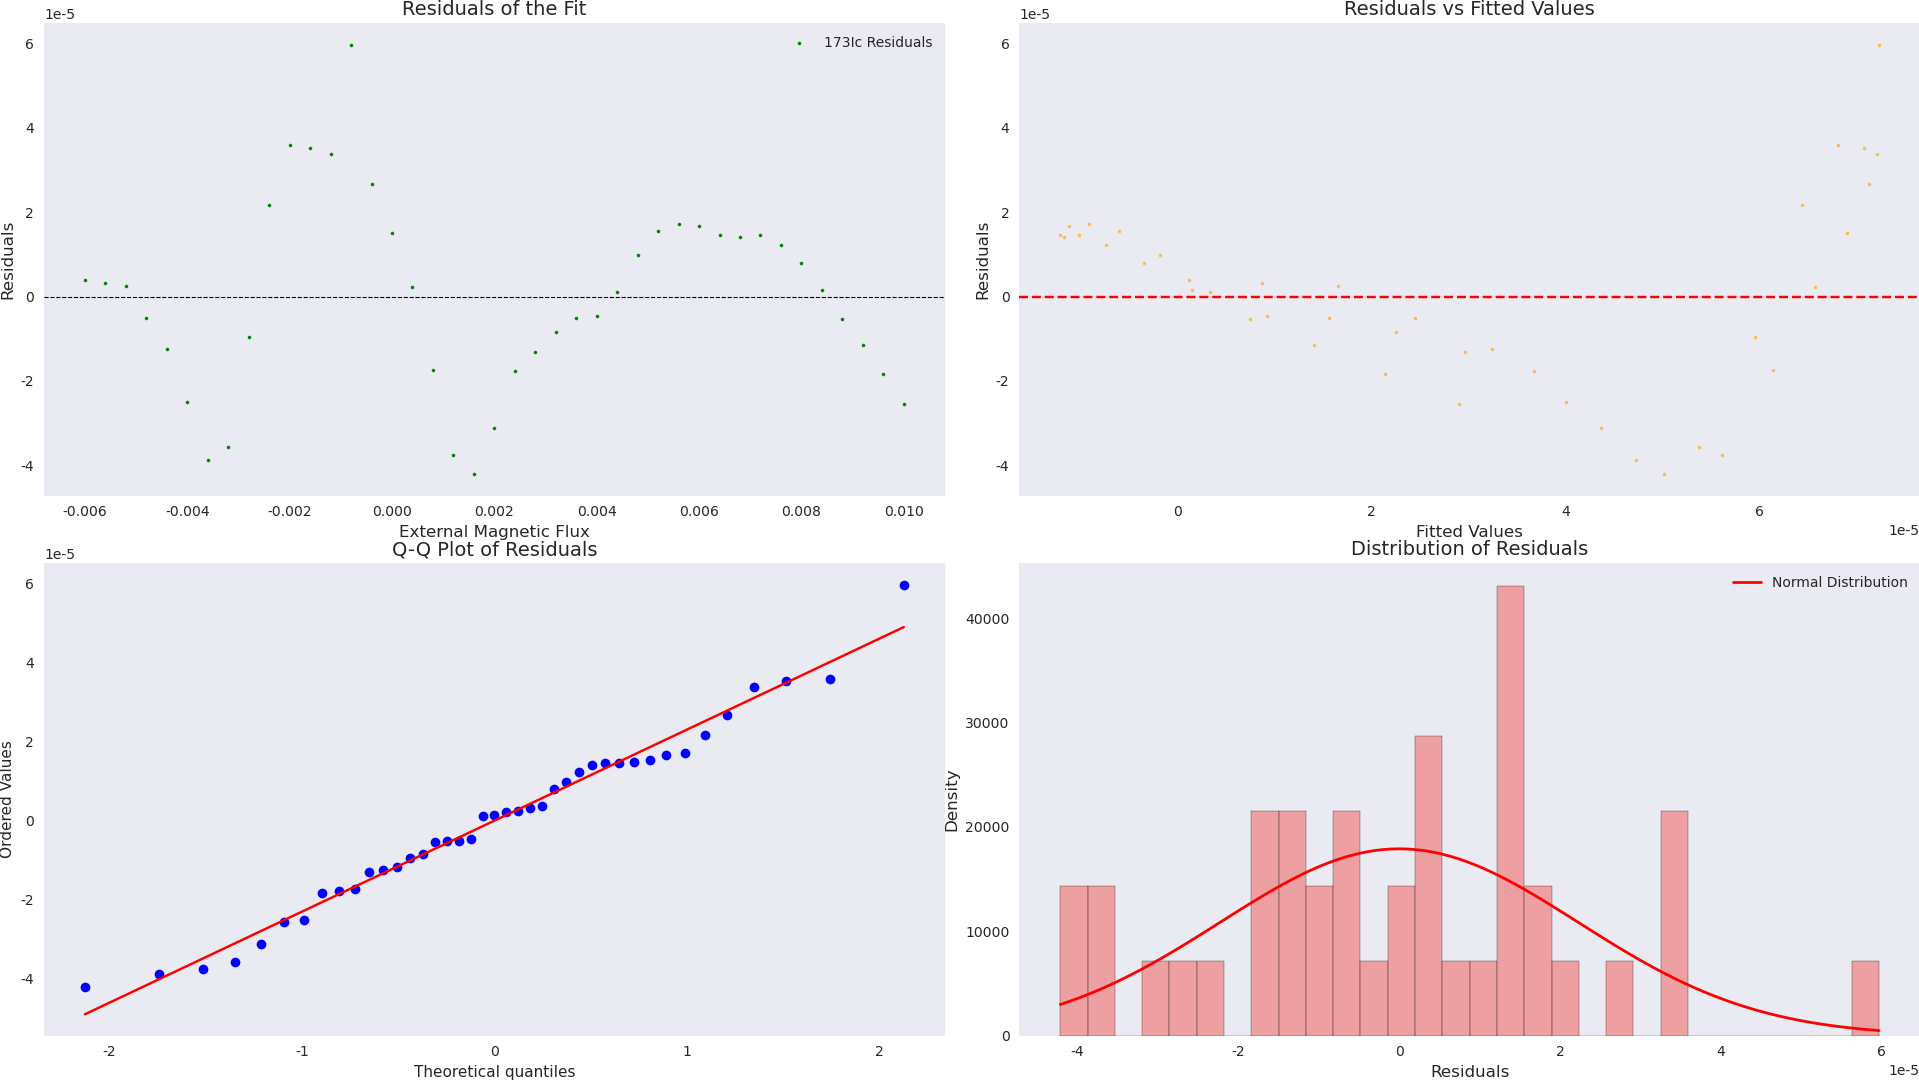 Residuals of the Fit
1e-5
173Ic Residuals
6
4
2
0
-2
-4
Residuals
-0.006 -0.004 -0.002 0.000 0.002 0.004 0.006 0.008 0.010
External Magnetic Flux
Residuals vs Fitted Values
1e-5
6
4
2
0
-2
-4
Residuals
0 2 4 6
1e-5
Fitted Values
Q-Q Plot of Residuals
1e-5
6
4
2
0
-2
-4
Ordered Values
-2 -1 0 1 2
Theoretical quantiles
Distribution of Residuals
Normal Distribution
40000
30000
20000
10000
0
Density
-4 -2 0 2 4 6
1e-5
Residuals